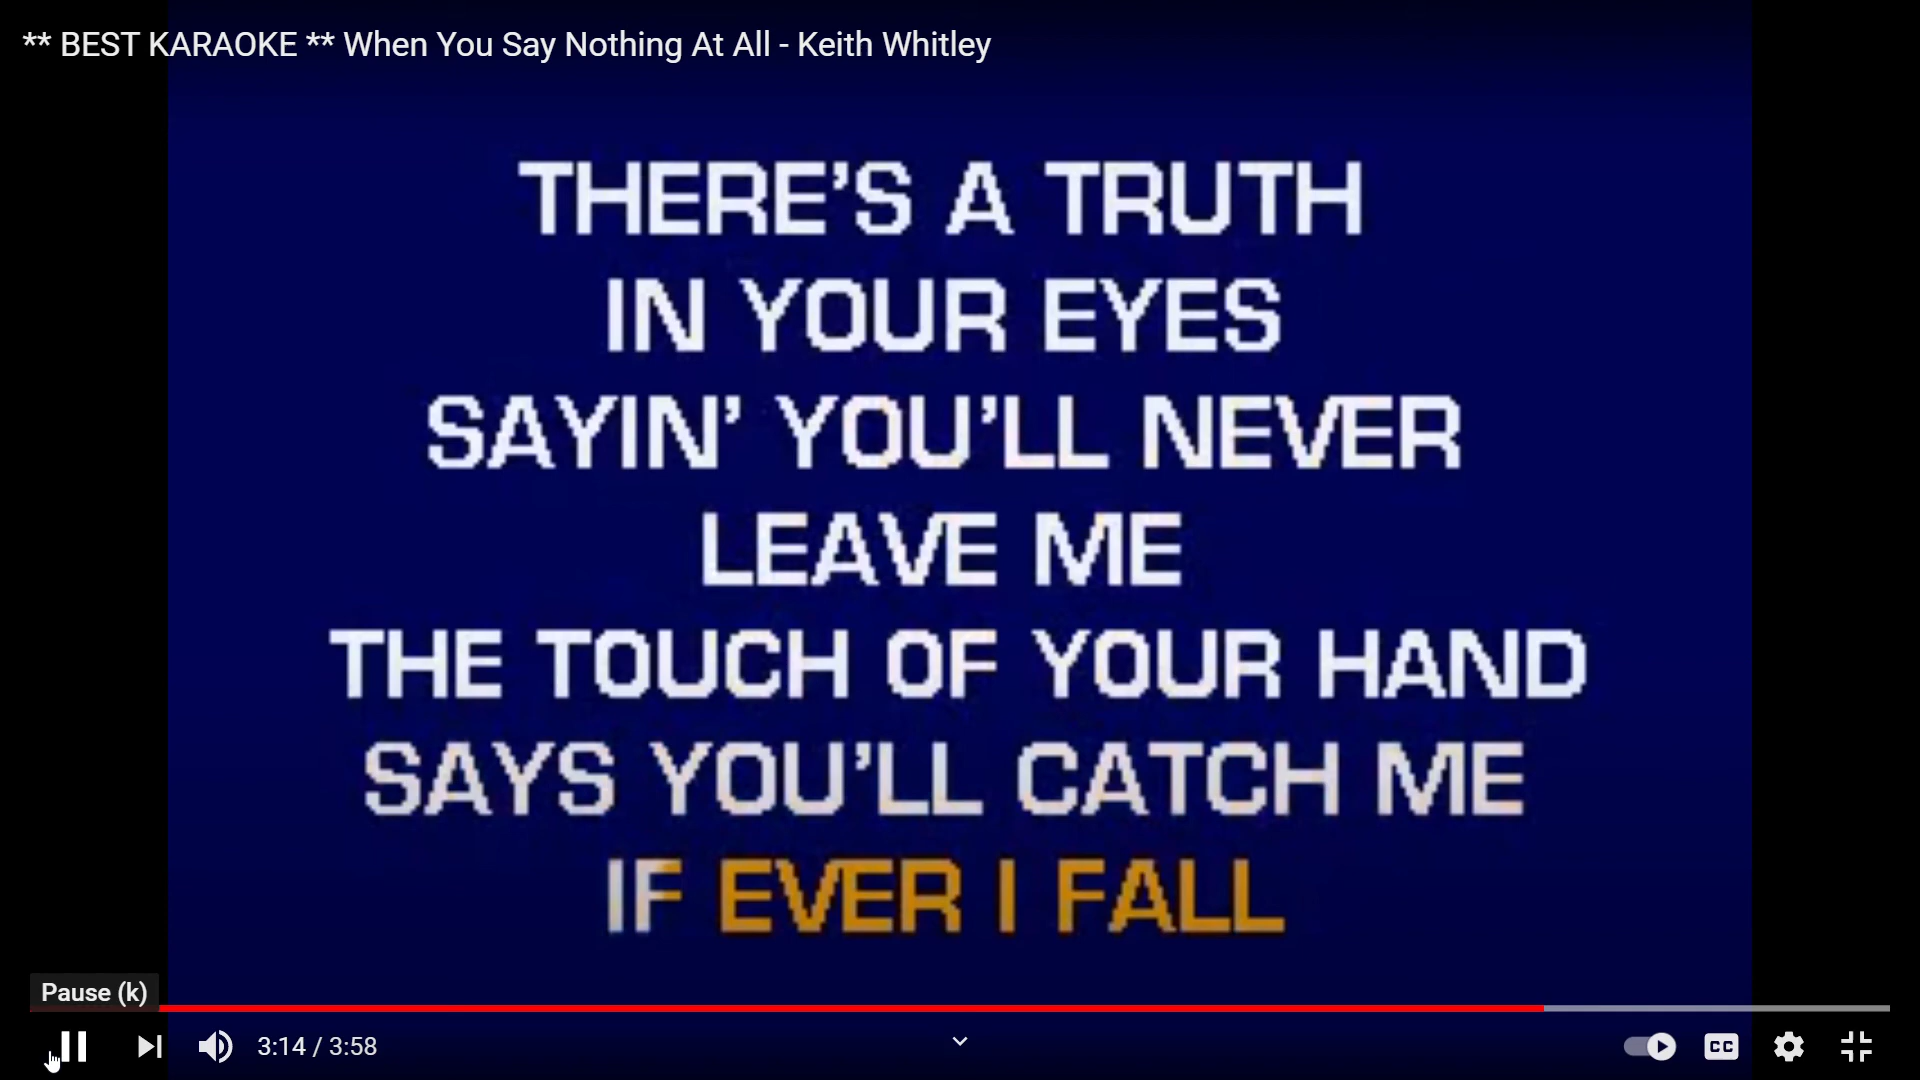 ** BEST KARAOKE ** When You Say Nothing At All - Keith Whitley
THERE'S A TRUTH
IN YOUR EYES
SAYIN' YOU'LL NEVER
LEAVE ME
THE TOUCH OF YOUR HAND
SAYS YOU'LL CATCH ME
IF EVER I FALL
Pause (k)
3:14 / 3:58
CC